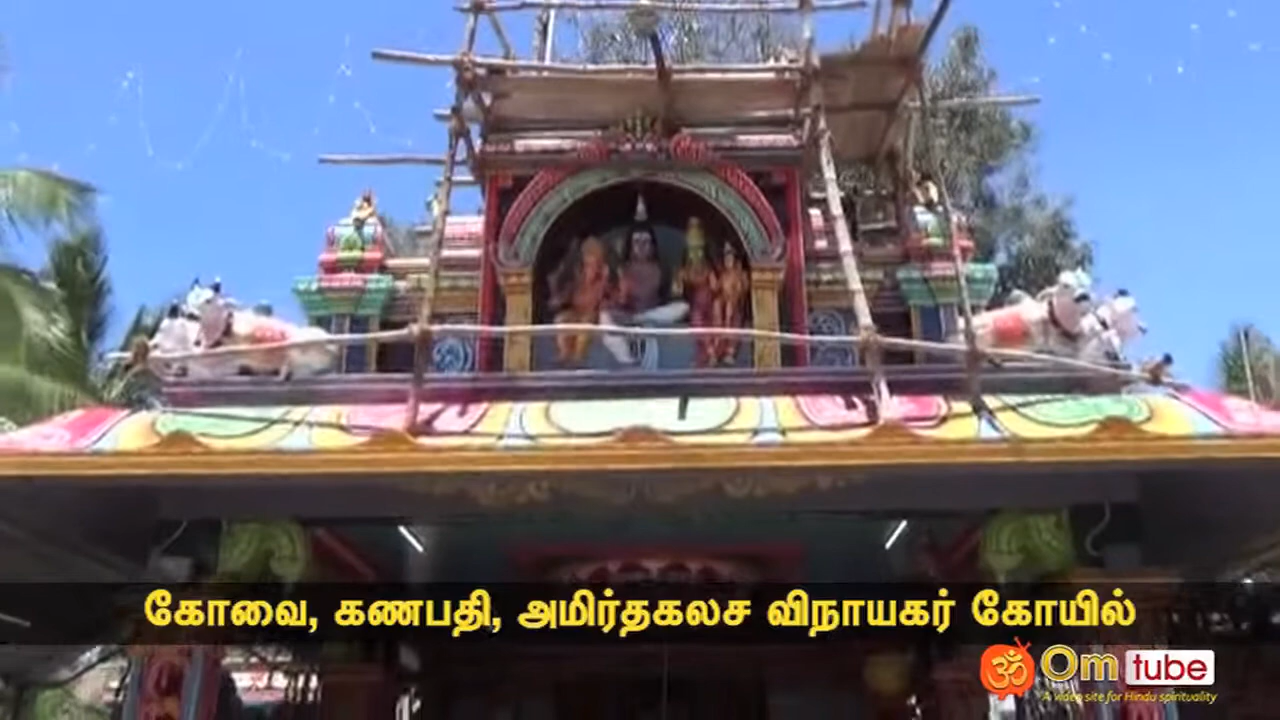 கோவை, கணபதி, அமிர்தகலச விநாயகர் கோயில்
ॐ Om tube
A video site for Hindu spirituality